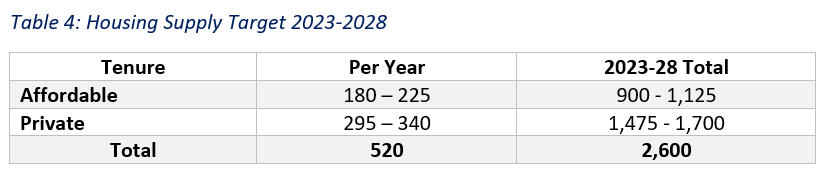 Table 4: Housing Supply Target 2023-2028
Tenure Per Year 2023-28 Total
Affordable 180 – 225 900 - 1,125
Private 295 – 340 1,475 - 1,700
Total 520 2,600